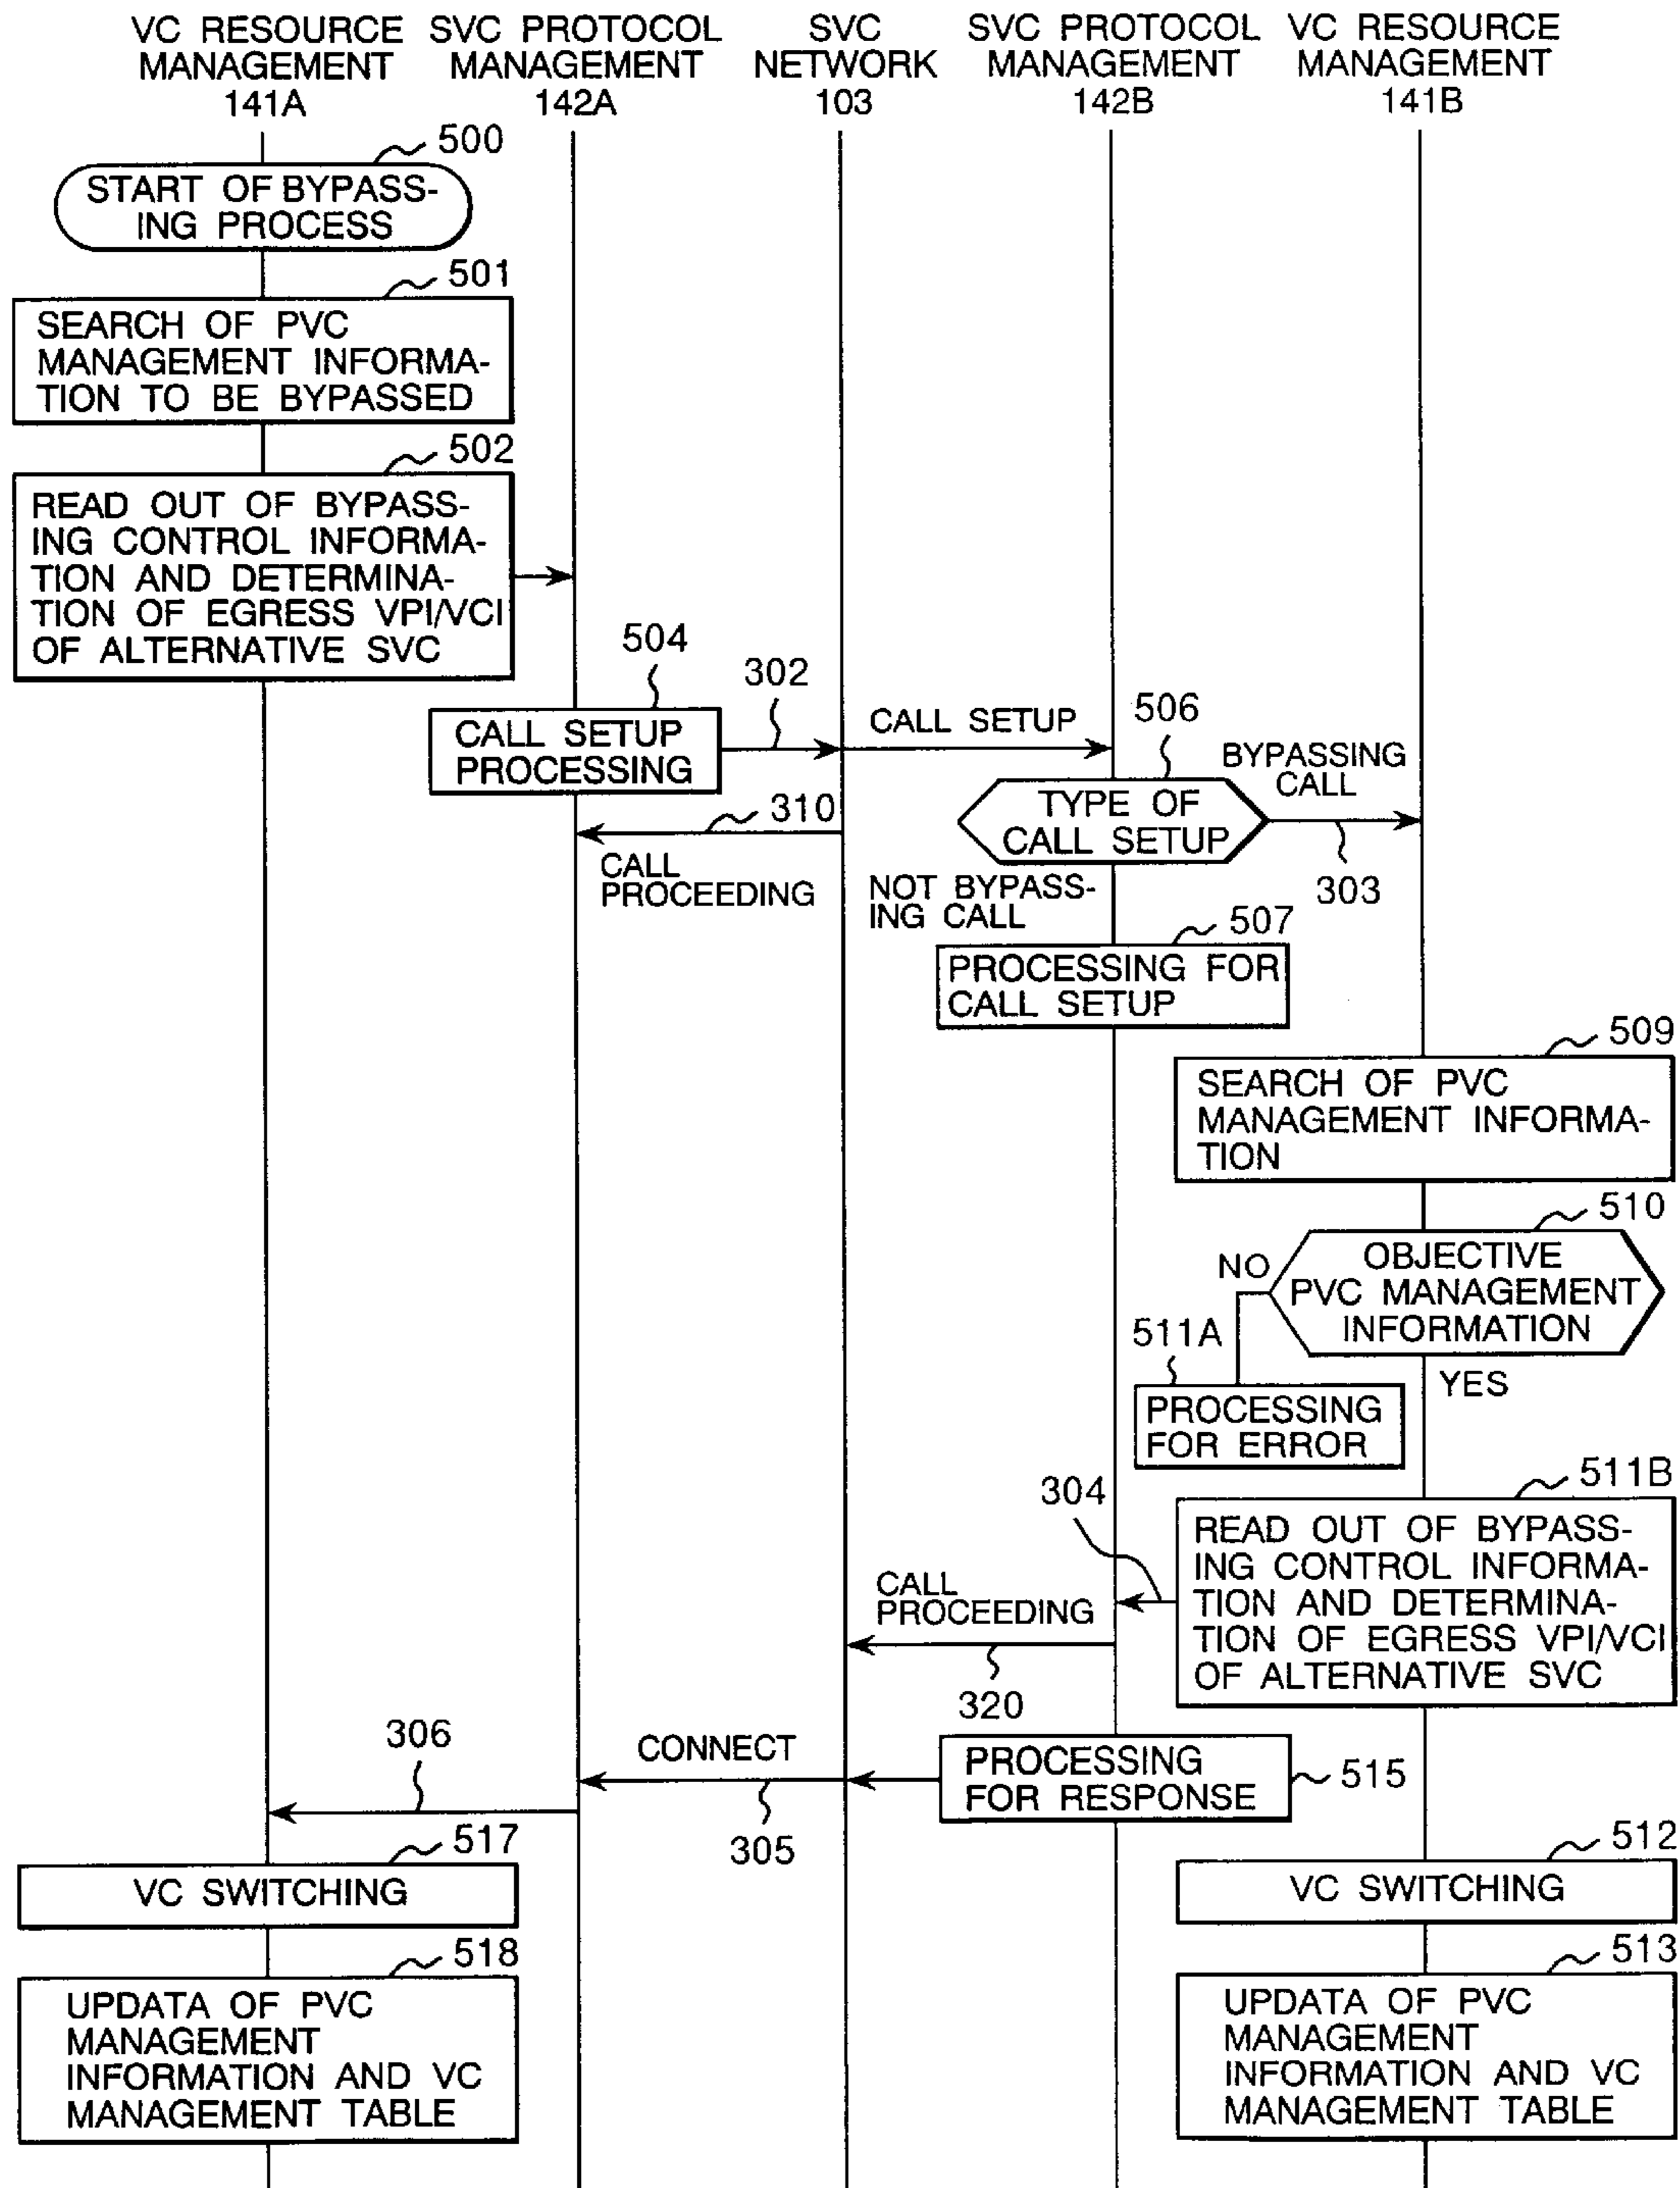 VC RESOURCE
MANAGEMENT
141A
SVC PROTOCOL
MANAGEMENT
142A
SVC
NETWORK
103
SVC PROTOCOL
MANAGEMENT
142B
VC RESOURCE
MANAGEMENT
141B
500
START OF BYPASS-
ING PROCESS
501
SEARCH OF PVC
MANAGEMENT INFORMA-
TION TO BE BYPASSED
502
READ OUT OF BYPASS-
ING CONTROL INFORMA-
TION AND DETERMINA-
TION OF EGRESS VPI/VCI
OF ALTERNATIVE SVC
504
CALL SETUP
PROCESSING
302
CALL SETUP
506
TYPE OF
CALL SETUP
BYPASSING
CALL
303
310
CALL
PROCEEDING
NOT BYPASS-
ING CALL
507
PROCESSING FOR
CALL SETUP
509
SEARCH OF PVC
MANAGEMENT INFORMA-
TION
510
OBJECTIVE
PVC MANAGEMENT
INFORMATION
NO
YES
511A
PROCESSING
FOR ERROR
511B
READ OUT OF BYPASS-
ING CONTROL INFORMA-
TION AND DETERMINA-
TION OF EGRESS VPI/VCI
OF ALTERNATIVE SVC
304
CALL
PROCEEDING
320
PROCESSING
FOR RESPONSE
515
CONNECT
305
306
517
VC SWITCHING
512
VC SWITCHING
518
UPDATA OF PVC
MANAGEMENT
INFORMATION AND VC
MANAGEMENT TABLE
513
UPDATA OF PVC
MANAGEMENT
INFORMATION AND VC
MANAGEMENT TABLE